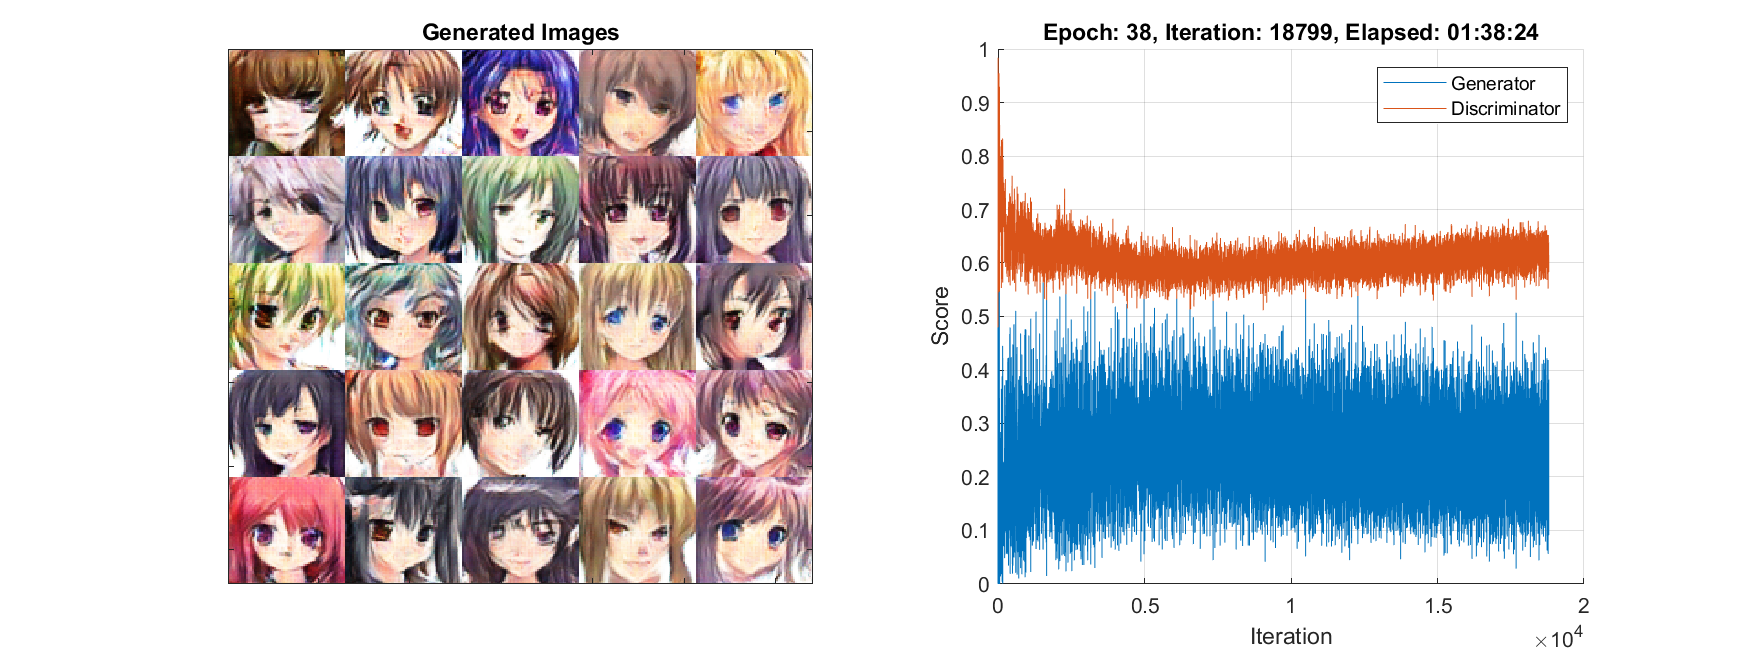 Generated Images
Epoch: 38, Iteration: 18799, Elapsed: 01:38:24
Generator
Discriminator
Score
1
0.9
0.8
0.7
0.6
0.5
0.4
0.3
0.2
0.1
0
0 0.5 1 1.5 2
Iteration
×10^4